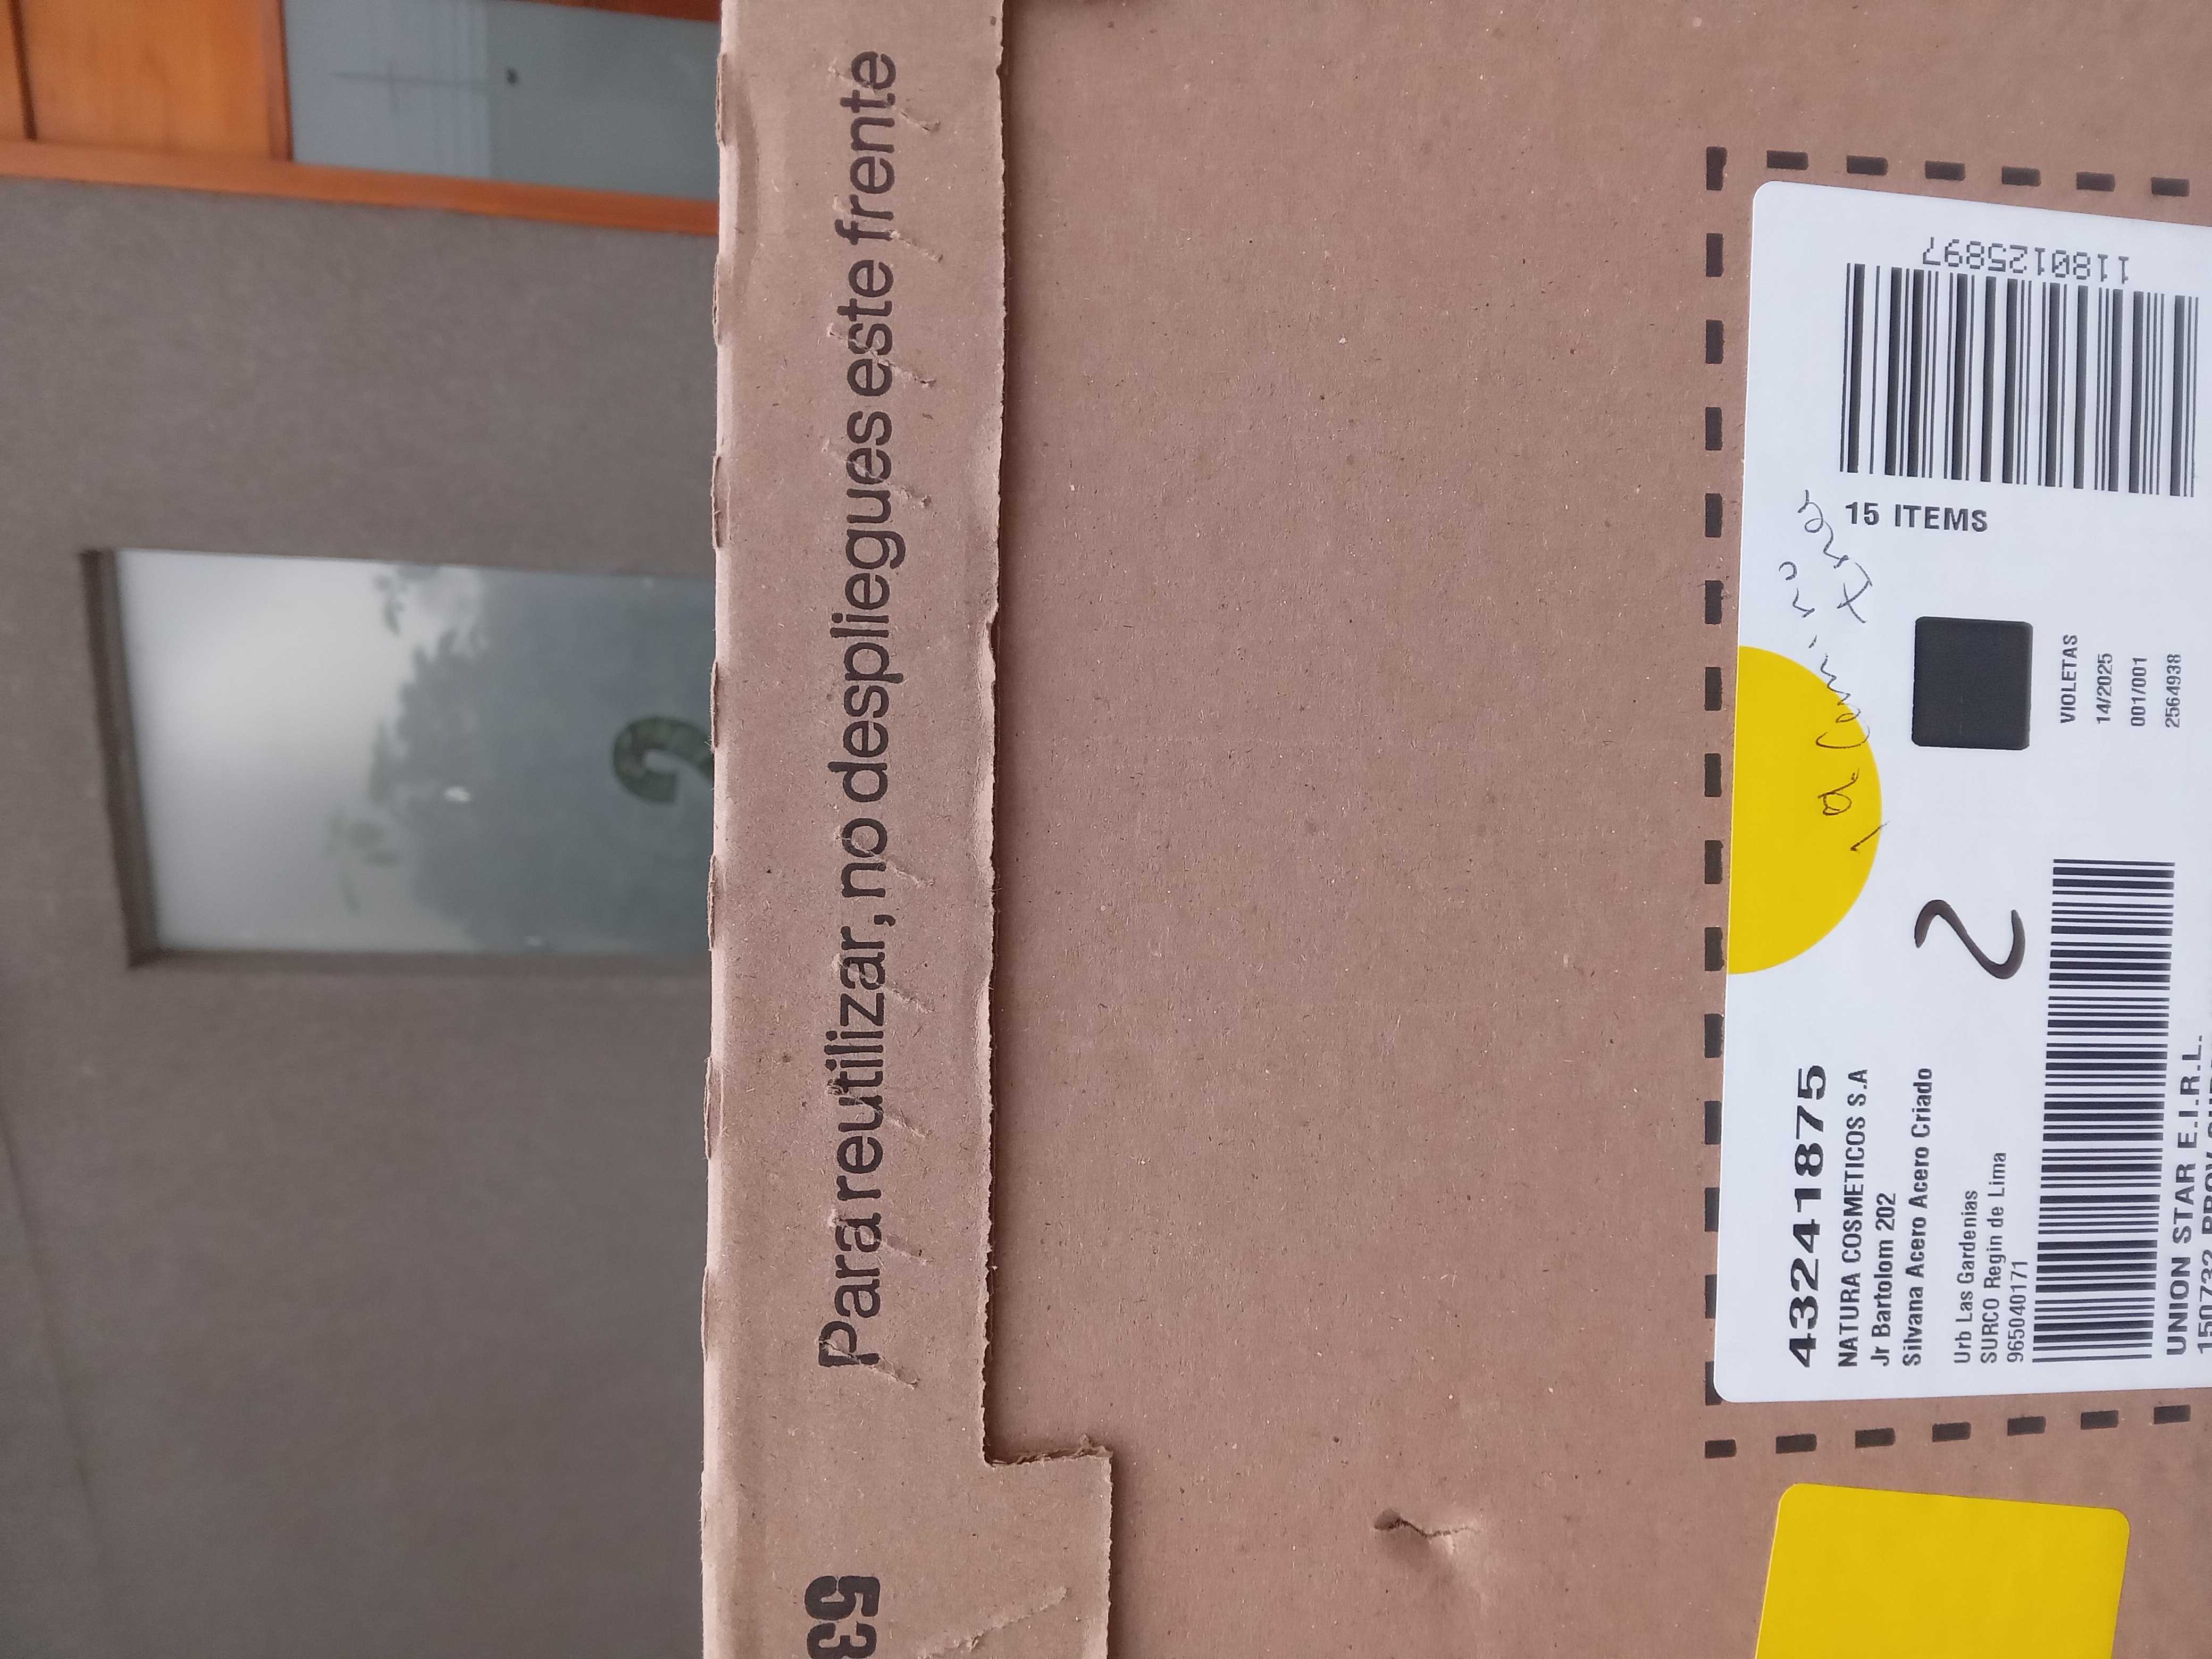 Para reutilizar, no despliegues este frente
53
43241875
NATURA COSMETICOS S.A
Jr Bartolom 202
Silvana Acero Acero Criado
Urb Las Gardenias
SURCO Regin de Lima
965040171
UNION STAR E.I.R.L.
2
15 ITEMS
1180125897
VIOLETAS
14/2025
001/001
2564938